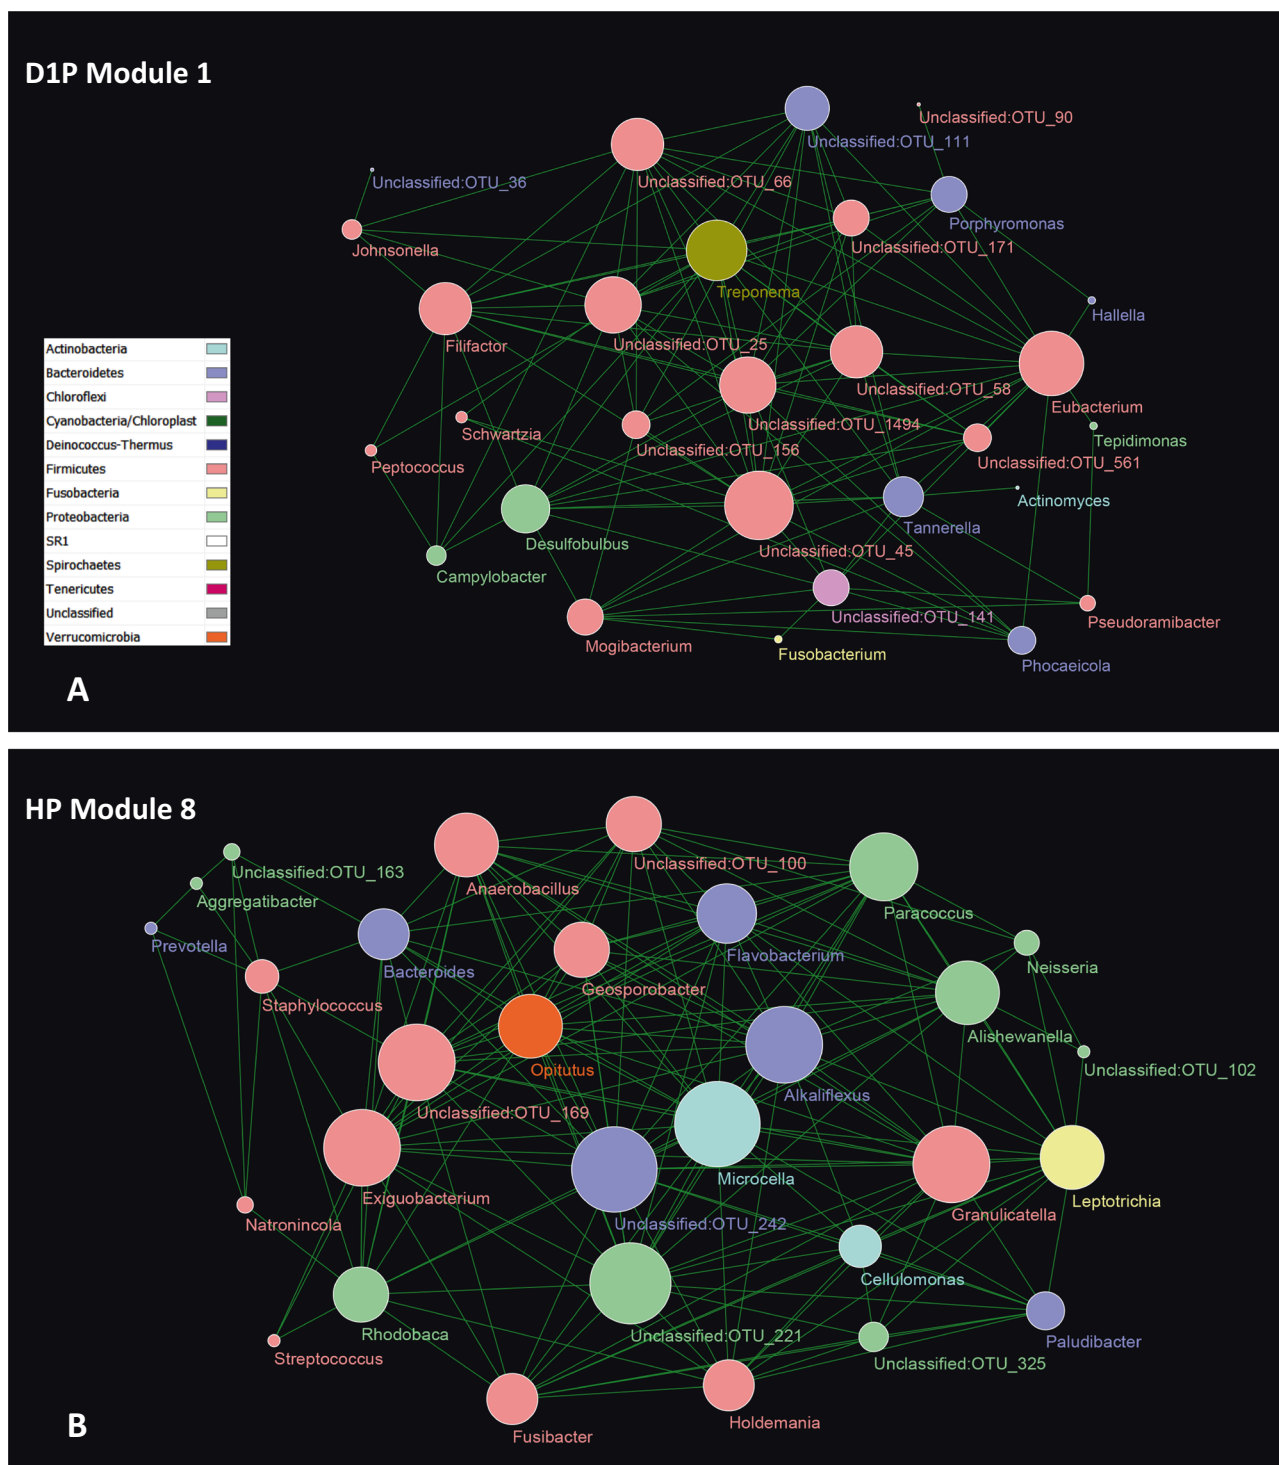 D1P Module 1
Unclassified:OTU_90
Unclassified:OTU_111
Unclassified:OTU_36
Unclassified:OTU_66
Porphyromonas
Johnsonella
Unclassified:OTU_171
Treponema
Hallella
Filifactor
Unclassified:OTU_25
Unclassified:OTU_58
Eubacterium
Unclassified:OTU_1494
Schwartzia
Tepidimonas
Unclassified:OTU_156
Unclassified:OTU_561
Peptococcus
Actinomyces
Tannerella
Desulfobulbus
Unclassified:OTU_45
Campylobacter
Unclassified:OTU_141
Pseudoramibacter
Mogibacterium
Fusobacterium
Phocaeicola
Actinobacteria
Bacteroidetes
Chloroflexi
Cyanobacteria/Chloroplast
Deinococcus-Thermus
Firmicutes
Fusobacteria
Proteobacteria
SR1
Spirochaetes
Tenericutes
Unclassified
Verrucomicrobia
A
HP Module 8
Unclassified:OTU_100
Unclassified:OTU_163
Anaerobacillus
Aggregatibacter
Paracoccus
Prevotella
Flavobacterium
Neisseria
Bacteroides
Geosporobacter
Staphylococcus
Alishewanella
Opitutus
Unclassified:OTU_102
Alkaliflexus
Unclassified:OTU_169
Microcella
Exiguobacterium
Leptotrichia
Granulicatella
Natronincola
Unclassified:OTU_242
Cellulomonas
Rhodobaca
Unclassified:OTU_221
Paludibacter
Streptococcus
Unclassified:OTU_325
Holdemania
Fusibacter
B